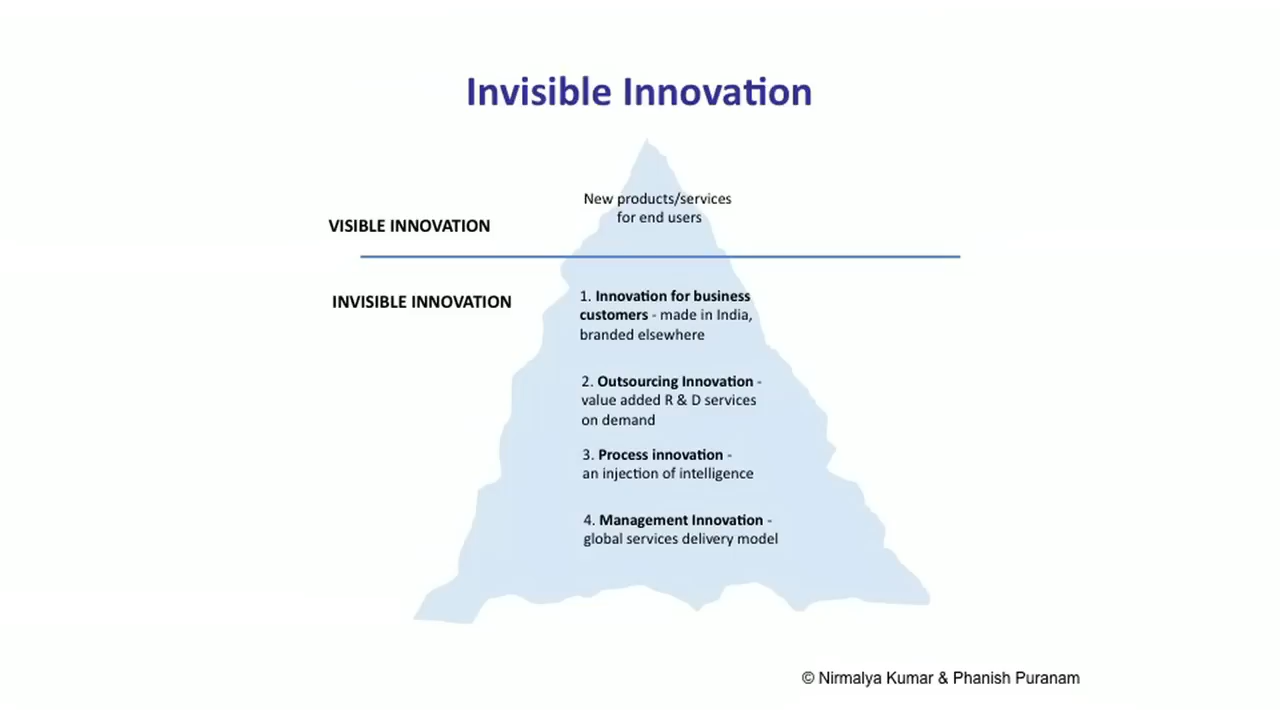 Invisible Innovation
New products/services
for end users
VISIBLE INNOVATION
INVISIBLE INNOVATION
1. Innovation for business
customers - made in India,
branded elsewhere
2. Outsourcing Innovation -
value added R & D services
on demand
3. Process innovation -
an injection of intelligence
4. Management Innovation -
global services delivery model
© Nirmalya Kumar & Phanish Puranam